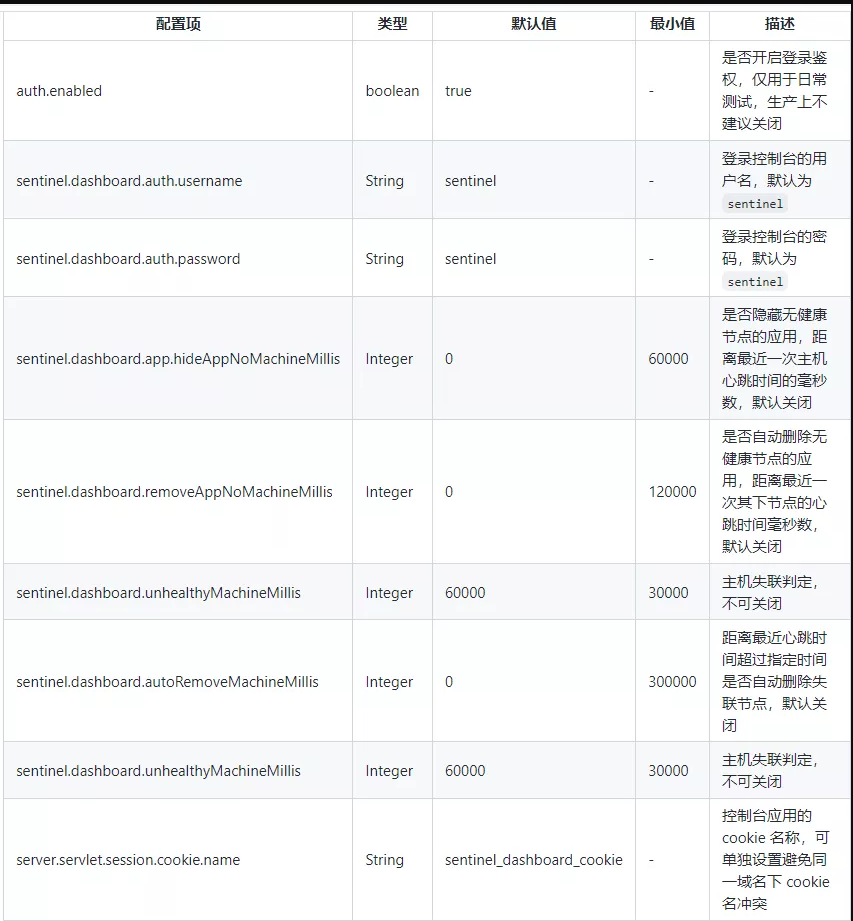 配置项 类型 默认值 最小值 描述
auth.enabled boolean true - 是否开启登录鉴
权，仅用于日常
测试，生产上不
建议关闭
sentinel.dashboard.auth.username String sentinel - 登录控制台的用
户名，默认为
sentinel
sentinel.dashboard.auth.password String sentinel - 登录控制台的密
码，默认为
sentinel
sentinel.dashboard.app.hideAppNoMachineMillis Integer 0 60000 是否隐藏无健康
节点的应用，距
离最近一次主机
心跳时间的毫秒
数，默认关闭
sentinel.dashboard.removeAppNoMachineMillis Integer 0 120000 是否自动删除无
健康节点的应
用，距离最近一
次其下节点的心
跳时间毫秒数，
默认关闭
sentinel.dashboard.unhealthyMachineMillis Integer 60000 30000 主机失联判定，
不可关闭
sentinel.dashboard.autoRemoveMachineMillis Integer 0 300000 距离最近心跳时
间超过指定时间
是否自动删除失
联节点，默认关
闭
sentinel.dashboard.unhealthyMachineMillis Integer 60000 30000 主机失联判定，
不可关闭
server.servlet.session.cookie.name String sentinel_dashboard_cookie - 控制台应用的
cookie 名称，可
单独设置避免同
一域名下 cookie
名冲突